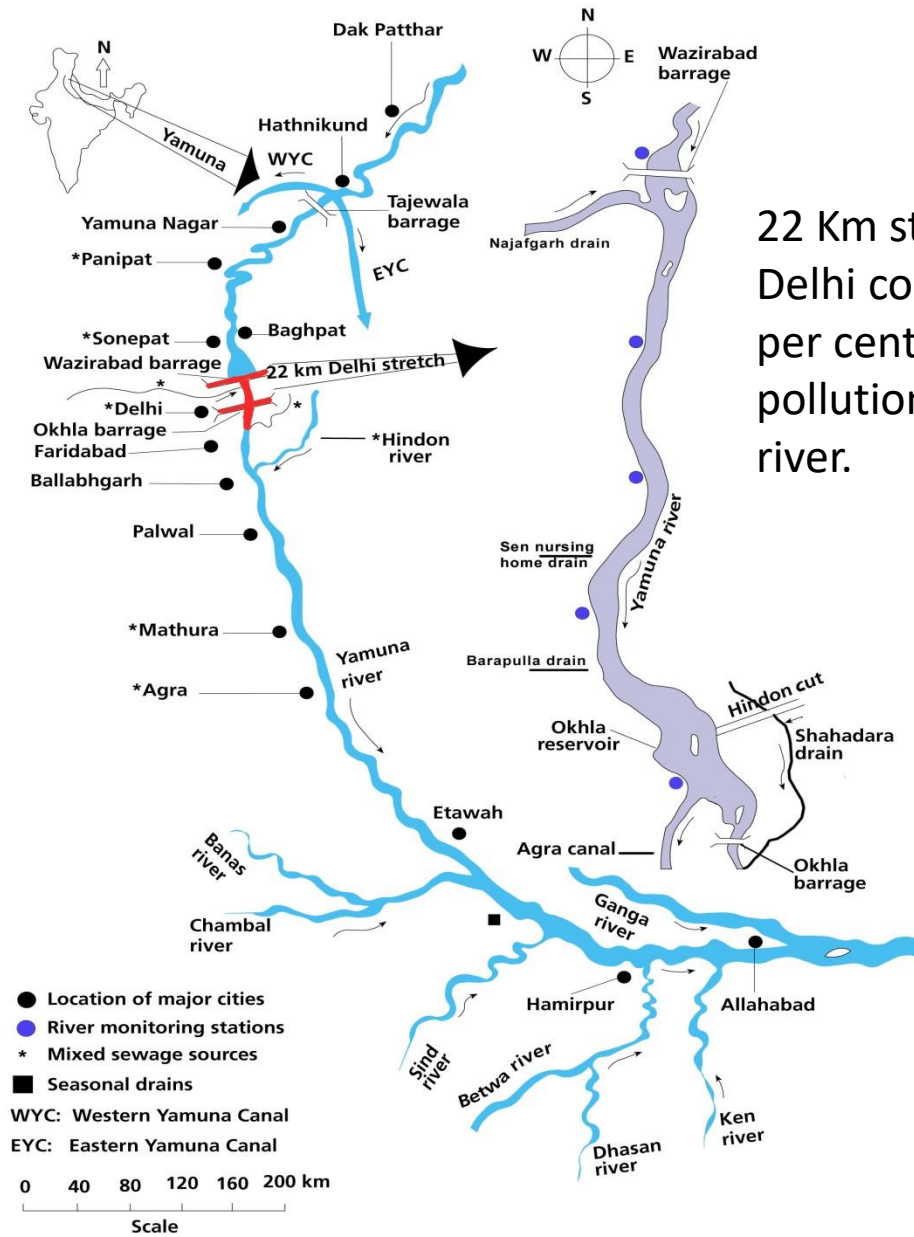 N
Yamuna
Dak Patthar
Hathnikund
WYC
Tajewala
barrage
Yamuna Nagar
*Panipat
EYC
*Sonepat
Baghpat
Wazirabad barrage
22 km Delhi stretch
*
*Delhi
*
Okhla barrage
*Hindon
river
Faridabad
Ballabhgarh
Palwal
*Mathura
Yamuna
river
*Agra
Etawah
Banas
river
Chambal
river
Sind
river
Hamirpur
Betwa river
Dhasan
river
Ken
river
Ganga
river
Allahabad
N
W
E
S
Wazirabad
barrage
Najafgarh drain
Sen nursing
home drain
Yamuna river
Barapulla drain
Hindon cut
Okhla
reservoir
Shahadara
drain
Agra canal
Okhla
barrage
22 Km
Delhi
per cent
pollution
river.
Location of major cities
River monitoring stations
* Mixed sewage sources
Seasonal drains
WYC: Western Yamuna Canal
EYC: Eastern Yamuna Canal
0 40 80 120 160 200 km
Scale